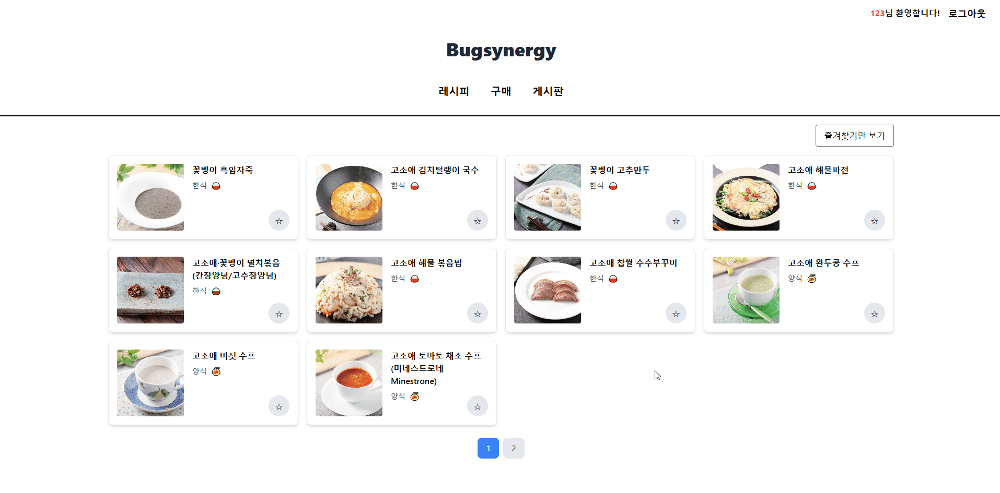 123님 환영합니다! 로그아웃
Bugsynergy
레시피 구매 게시판
즐겨찾기만 보기
꽃벵이 흑임자죽
한식
고소애 김치털랭이 국수
한식
꽃벵이 고추만두
한식
고소애 해물파전
한식
고소애·꽃벵이 멸치볶음
(간장양념/고추장양념)
한식
고소애 해물 볶음밥
한식
고소애 찹쌀 수수부꾸미
한식
고소애 완두콩 수프
양식
고소애 버섯 수프
양식
고소애 토마토 채소 수프
(미네스트로네
Minestrone)
양식
1 2